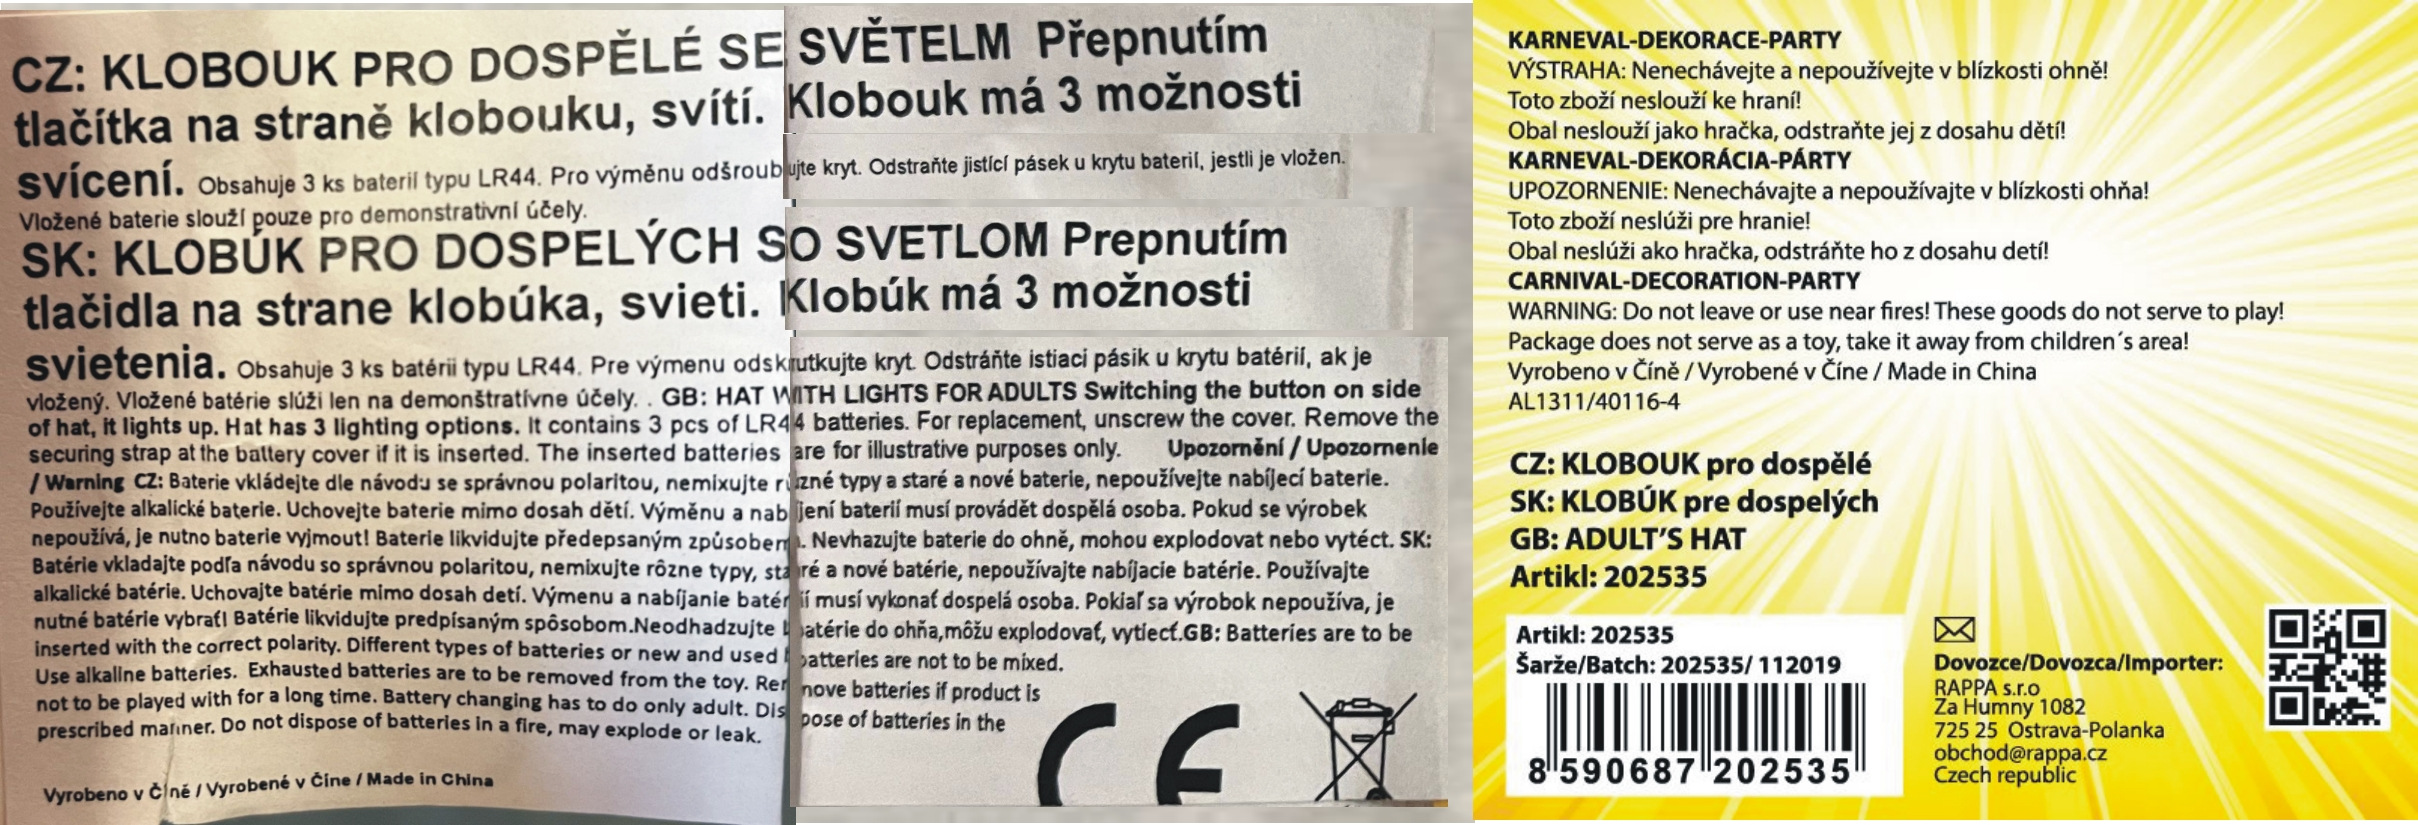 CZ: KLOBOUK PRO DOSPĚLÉ SE SVĚTELM Přepnutím
tlačítka na straně klobouku, svítí. Klobouk má 3 možnosti
svícení. Obsahuje 3 ks baterií typu LR44. Pro výměnu odšroubujte kryt. Odstraňte jistící pásek u krytu baterií, jestli je vložen.
Vložené baterie slouží pouze pro demonstrativní účely.
SK: KLOBÚK PRO DOSPELÝCH SO SVETLOM Prepnutím
tlačidla na strane klobúka, svieti. Klobúk má 3 možnosti
svietenia. Obsahuje 3 ks batérii typu LR44. Pre výmenu odskrutkujte kryt. Odstráňte istiaci pásik u krytu batérií, ak je
vložený. Vložené batérie slúži len na demonštratívne účely. . GB: HAT WITH LIGHTS FOR ADULTS Switching the button on side
of hat, it lights up. Hat has 3 lighting options. It contains 3 pcs of LR44 batteries. For replacement, unscrew the cover. Remove the
securing strap at the battery cover if it is inserted. The inserted batteries are for illustrative purposes only. Upozornění / Upozornenie
/ Warning CZ: Baterie vkládejte dle návodu se správnou polaritou, nemixujte různé typy a staré a nové baterie, nepoužívejte nabíjecí baterie.
Používejte alkalické baterie. Uchovejte baterie mimo dosah dětí. Výměnu a nabíjení baterií musí provádět dospělá osoba. Pokud se výrobek
nepoužívá, je nutno baterie vyjmout! Baterie likvidujte předepsaným způsobem. Nevhazujte baterie do ohně, mohou explodovat nebo vytéct. SK:
Batérie vkladajte podľa návodu so správnou polaritou, nemixujte rôzne typy, staré a nové batérie, nepoužívajte nabíjacie batérie. Používajte
alkalické batérie. Uchovajte batérie mimo dosah detí. Výmenu a nabíjanie batérií musí vykonať dospelá osoba. Pokiaľ sa výrobok nepoužíva, je
nutné batérie vybrať! Batérie likvidujte predpísaným spôsobom.Neodhadzujte batérie do ohňa,môžu explodovať, vytiecť.GB: Batteries are to be
inserted with the correct polarity. Different types of batteries or new and used batteries are not to be mixed.
Use alkaline batteries. Exhausted batteries are to be removed from the toy. Remove batteries if product is
not to be played with for a long time. Battery changing has to do only adult. Dispose of batteries in the
prescribed manner. Do not dispose of batteries in a fire, may explode or leak.
Vyrobeno v Číně / Vyrobené v Číne / Made in China
CE
KARNEVAL-DEKORACE-PARTY
VÝSTRAHA: Nenechávejte a nepoužívejte v blízkosti ohně!
Toto zboží neslouží ke hraní!
Obal neslouží jako hračka, odstraňte jej z dosahu dětí!
KARNEVAL-DEKORÁCIA-PÁRTY
UPOZORNENIE: Nenechávajte a nepoužívajte v blízkosti ohňa!
Toto zboží neslúži pre hranie!
Obal neslúži ako hračka, odstráňte ho z dosahu detí!
CARNIVAL-DECORATION-PARTY
WARNING: Do not leave or use near fires! These goods do not serve to play!
Package does not serve as a toy, take it away from children´s area!
Vyrobeno v Číně / Vyrobené v Číne / Made in China
AL1311/40116-4
CZ: KLOBOUK pro dospělé
SK: KLOBÚK pre dospelých
GB: ADULT'S HAT
Artikl: 202535
Artikl: 202535
Šarže/Batch: 202535/ 112019
8 590687 202535
Dovozce/Dovozca/Importer:
RAPPA s.r.o
Za Humny 1082
725 25 Ostrava-Polanka
obchod@rappa.cz
Czech republic